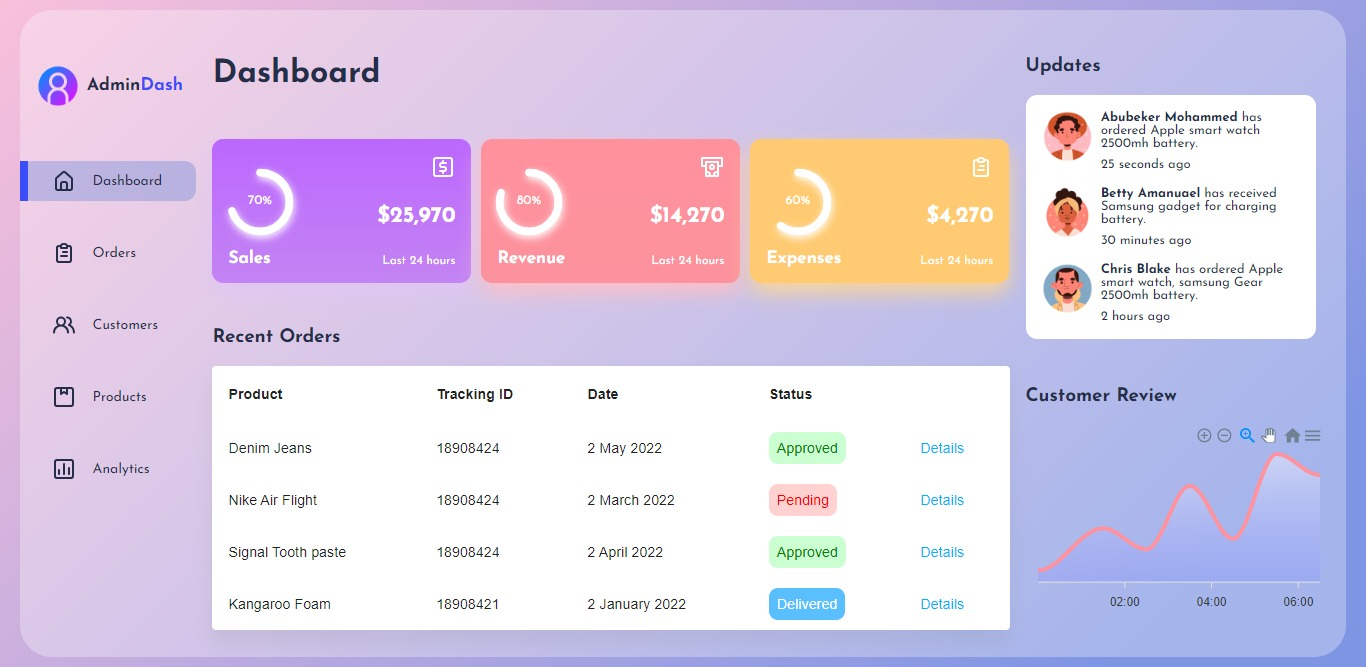 AdminDash
Dashboard
Orders
Customers
Products
Analytics
Dashboard
70%
$25,970
Sales
Last 24 hours
80%
$14,270
Revenue
Last 24 hours
60%
$4,270
Expenses
Last 24 hours
Recent Orders
Product Tracking ID Date Status
Denim Jeans 18908424 2 May 2022 Approved Details
Nike Air Flight 18908424 2 March 2022 Pending Details
Signal Tooth paste 18908424 2 April 2022 Approved Details
Kangaroo Foam 18908421 2 January 2022 Delivered Details
Updates
Abubeker Mohammed has
ordered Apple smart watch
2500mh battery.
25 seconds ago
Betty Amanuael has received
Samsung gadget for charging
battery.
30 minutes ago
Chris Blake has ordered Apple
smart watch, samsung Gear
2500mh battery.
2 hours ago
Customer Review
02:00 04:00 06:00